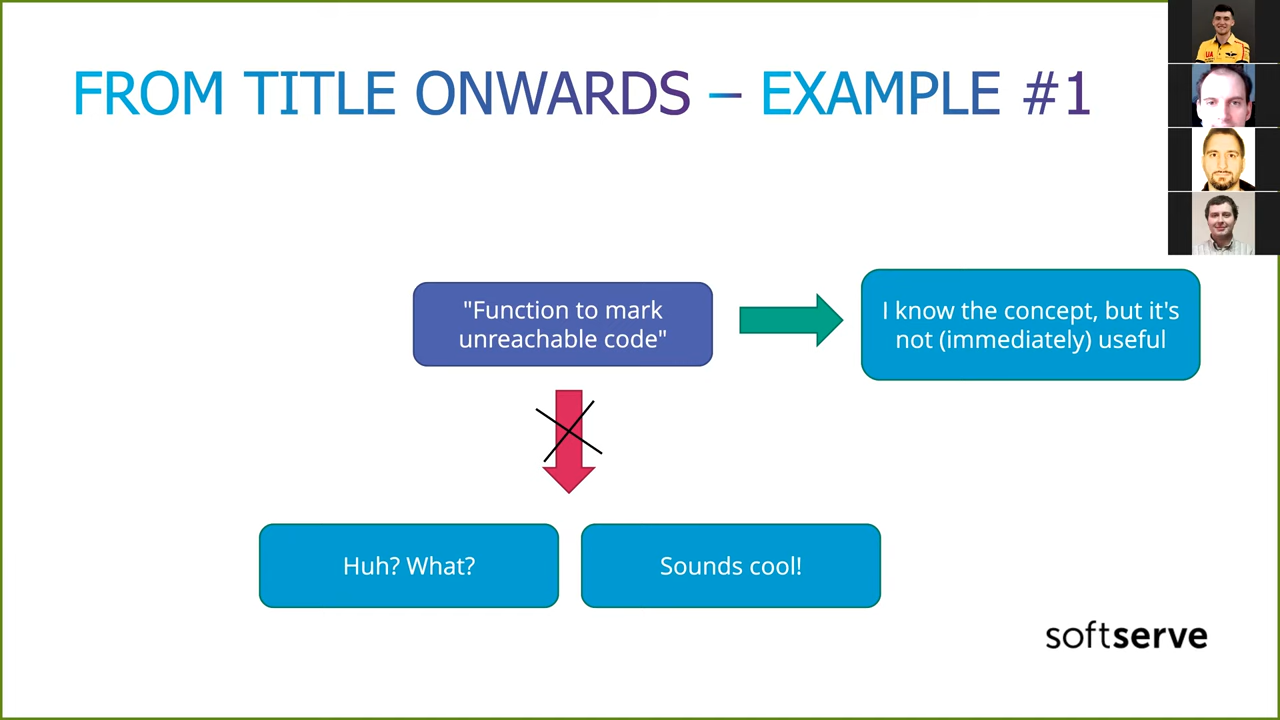 FROM TITLE ONWARDS – EXAMPLE #1
"Function to mark
unreachable code"
I know the concept, but it's
not (immediately) useful
Huh? What?
Sounds cool!
softserve
UA